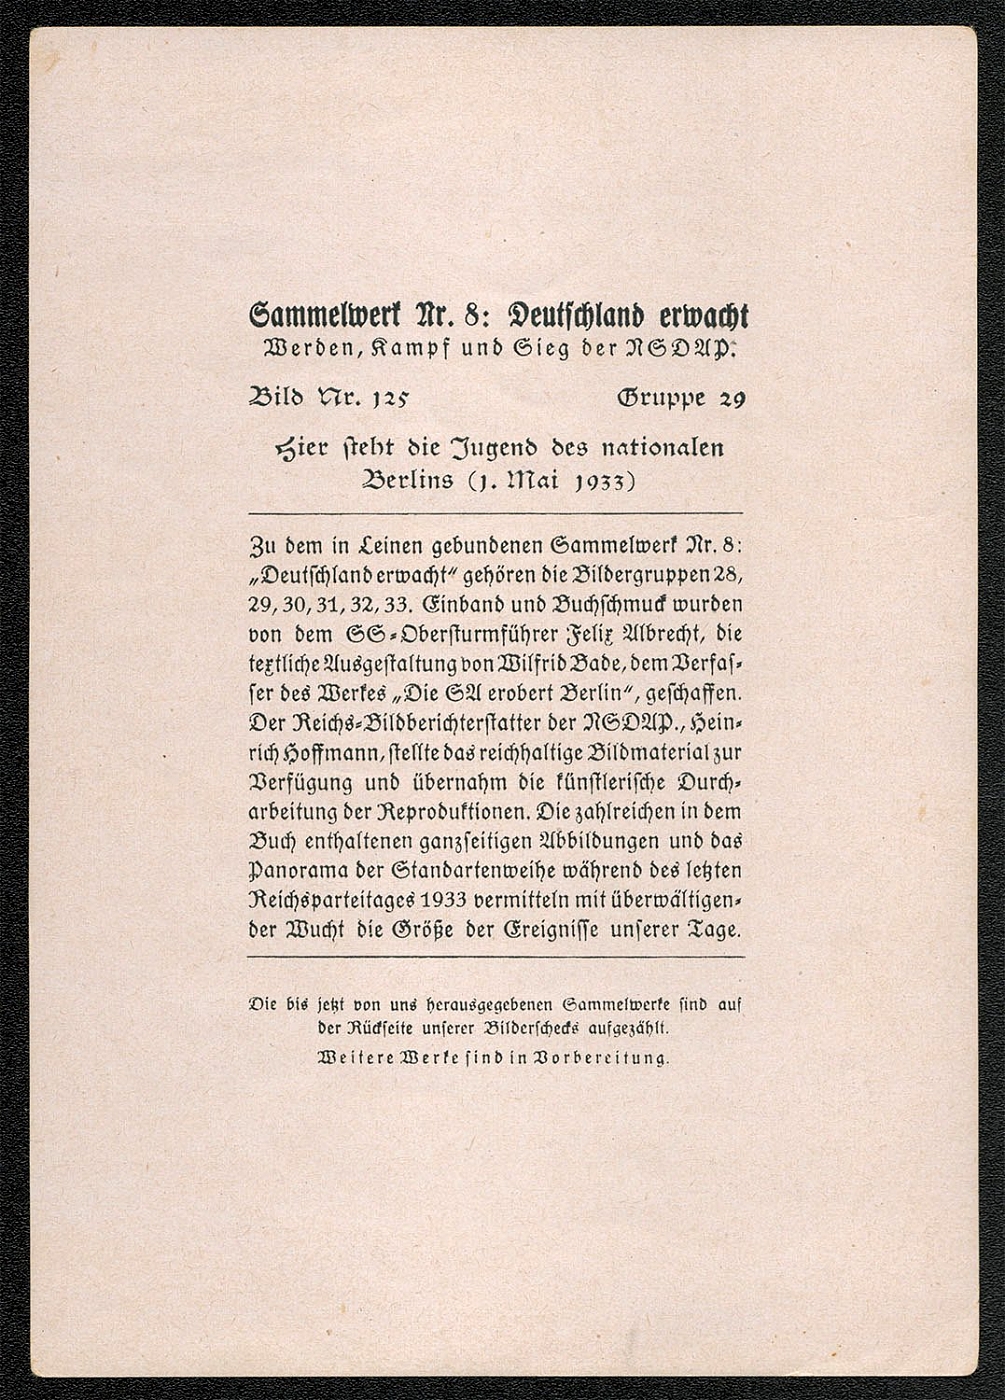 Sammelwerk Nr. 8: Deutschland erwacht
Werden, Kampf und Sieg der NSDAP.
Bild Nr. 125 Gruppe 29
Hier steht die Jugend des nationalen
Berlins (1. Mai 1933)
Zu dem in Leinen gebundenen Sammelwerk Nr. 8:
„Deutschland erwacht“ gehören die Bildergruppen 28,
29, 30, 31, 32, 33. Einband und Buchschmuck wurden
von dem SS-Obersturmführer Felix Albrecht, die
textliche Ausgestaltung von Wilfrid Bade, dem Verfas-
ser des Werkes „Die SA erobert Berlin“, geschaffen.
Der Reichs-Bildberichterstatter der NSDAP., Hein-
rich Hoffmann, stellte das reichhaltige Bildmaterial zur
Verfügung und übernahm die künstlerische Durch-
arbeitung der Reproduktionen. Die zahlreichen in dem
Buch enthaltenen ganzseitigen Abbildungen und das
Panorama der Standartenweihe während des letzten
Reichsparteitages 1933 vermitteln mit überwältigen-
der Wucht die Größe der Ereignisse unserer Tage.
Die bis jetzt von uns herausgegebenen Sammelwerke sind auf
der Rückseite unserer Bilderschecks aufgezählt.
Weitere Werke sind in Vorbereitung.